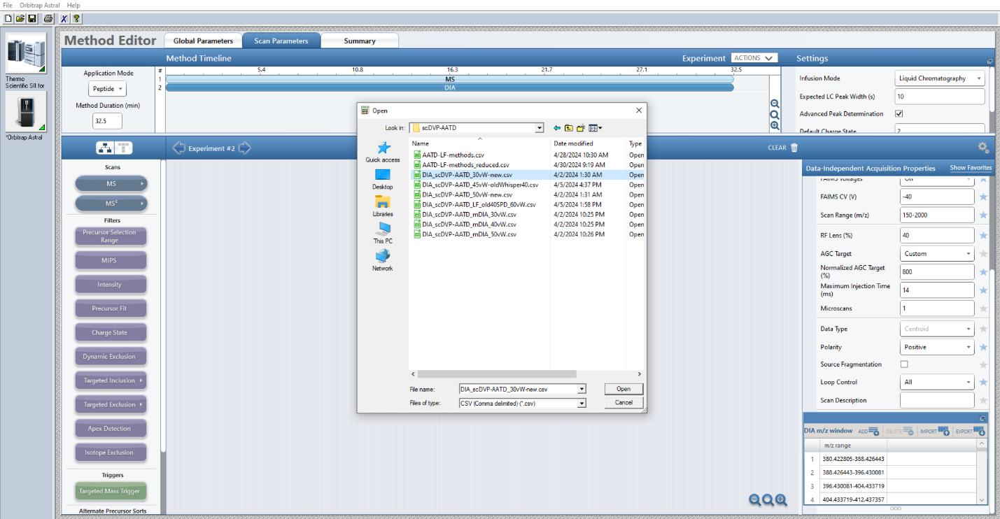 File Orbitrap Astral Help
Thermo
Scientific SII for
*Orbitrap Astral
Method Editor
Global Parameters
Scan Parameters
Summary
Method Timeline
Experiment
ACTIONS
Application Mode
Peptide
Method Duration (min)
32.5
# 5.4 10.8 16.3 21.7 27.1 32.5
1 MS
2 DIA
Settings
Infusion Mode Liquid Chromatography
Expected LC Peak Width (s) 10
Advanced Peak Determination
Default Charge State 2
Experiment #2
CLEAR
Scans
MS
MS²
Filters
Precursor Selection
Range
MIPS
Intensity
Precursor Fit
Charge State
Dynamic Exclusion
Targeted Inclusion
Targeted Exclusion
Apex Detection
Isotope Exclusion
Triggers
Targeted Mass Trigger
Alternate Precursor Sorts
Open
Look in: scDVP-AATD
Quick access
Desktop
Libraries
This PC
Network
Name Date modified Type
AATD-LF-methods.csv 4/28/2024 10:30 AM Open
AATD-LF-methods_reduced.csv 4/30/2024 9:19 AM Open
DIA_scDVP-AATD_30vW-new.csv 4/2/2024 1:30 AM Open
DIA_scDVP-AATD_45vW-oldWhisper40.csv 4/5/2024 4:37 PM Open
DIA_scDVP-AATD_50vW-new.csv 4/2/2024 1:31 AM Open
DIA_scDVP-AATD_LF_old40SPD_60vW.csv 4/5/2024 1:58 PM Open
DIA_scDVP-AATD_mDIA_30vW.csv 4/2/2024 10:25 PM Open
DIA_scDVP-AATD_mDIA_40vW.csv 4/2/2024 10:25 PM Open
DIA_scDVP-AATD_mDIA_50vW.csv 4/2/2024 10:26 PM Open
File name: DIA_scDVP-AATD_30vW-new.csv Open
Files of type: CSV (Comma delimited) (*.csv) Cancel
Data-Independent Acquisition Properties Show Favorites
FAIMS Voltages On
FAIMS CV (V) -40
Scan Range (m/z) 150-2000
RF Lens (%) 40
AGC Target Custom
Normalized AGC Target
(%) 800
Maximum Injection Time
(ms) 14
Microscans 1
Data Type Centroid
Polarity Positive
Source Fragmentation
Loop Control All
Scan Description
DIA m/z window ADD DELETE IMPORT EXPORT
m/z range
1 380.422805-388.426443
2 388.426443-396.430081
3 396.430081-404.433719
4 404.433719-412.437357